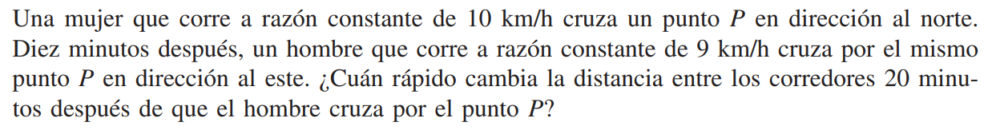 Una mujer que corre a razón constante de 10 km/h cruza un punto P en dirección al norte.
Diez minutos después, un hombre que corre a razón constante de 9 km/h cruza por el mismo
punto P en dirección al este. ¿Cuán rápido cambia la distancia entre los corredores 20 minu-
tos después de que el hombre cruza por el punto P?